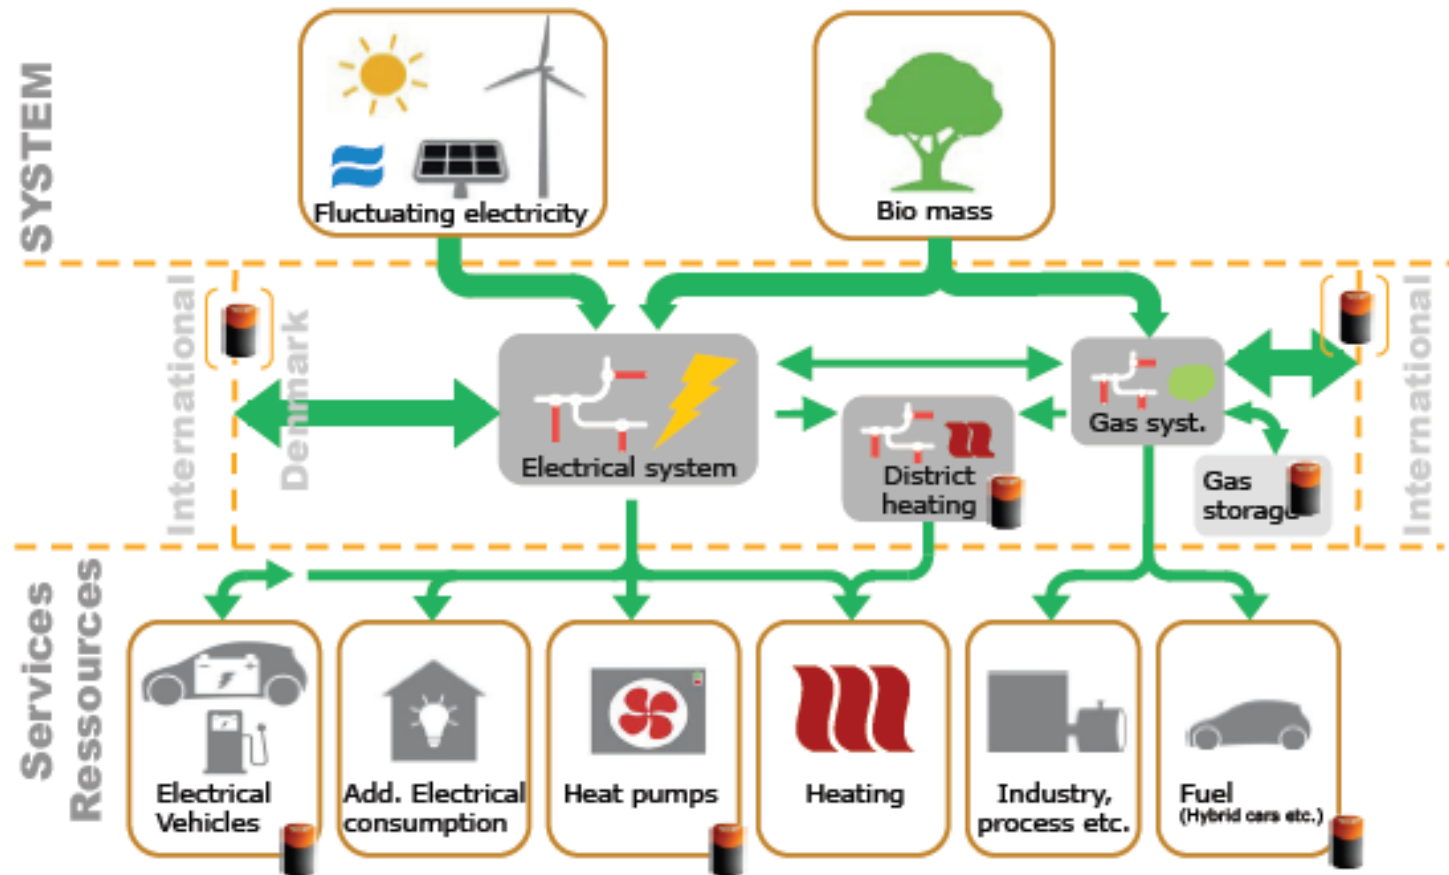 SYSTEM
Fluctuating electricity
Bio mass
International
Denmark
Electrical system
District
heating
Gas syst.
Gas
storage
International
Services
Ressources
Electrical
Vehicles
Add. Electrical
consumption
Heat pumps
Heating
Industry,
process etc.
Fuel
(Hybrid cars etc.)